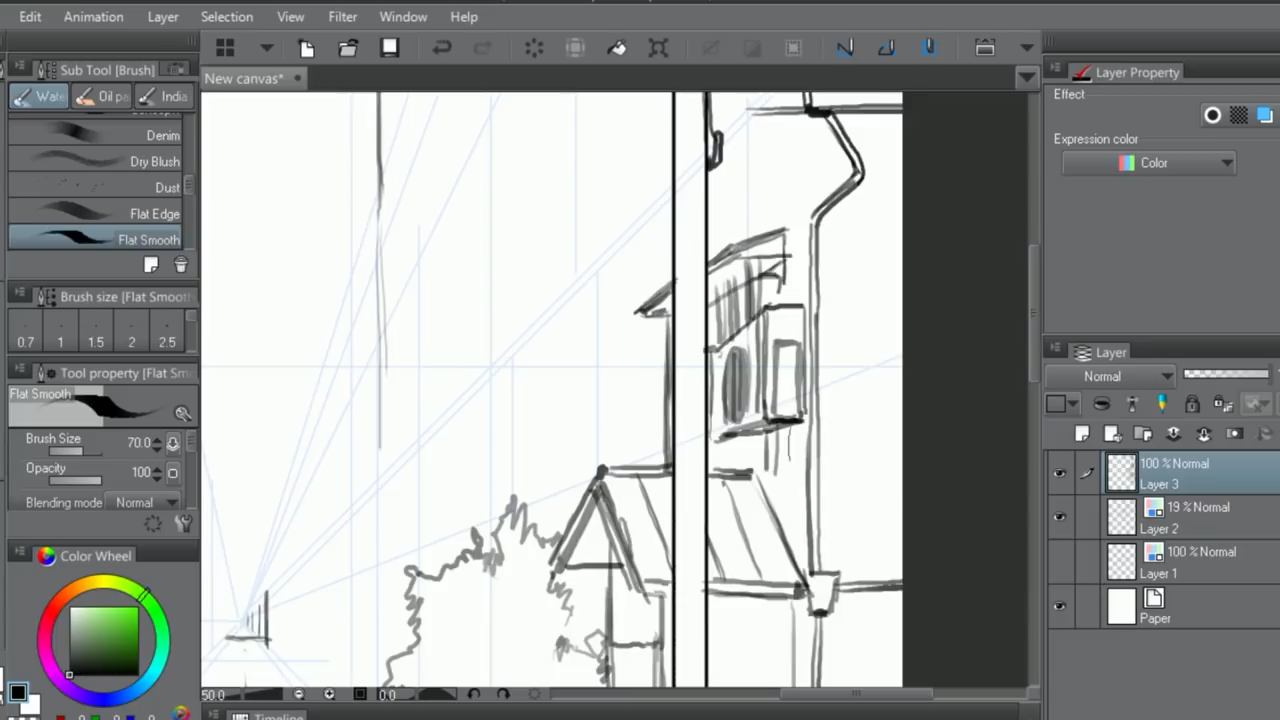 Edit Animation Layer Selection View Filter Window Help
Sub Tool [Brush]
New canvas*
Wate Oil pa India
Denim
Dry Blush
Dust
Flat Edge
Flat Smooth
Brush size [Flat Smooth
0.7 1 1.5 2 2.5
Tool property [Flat Smo
Flat Smooth
Brush Size 70.0
Opacity 100
Blending mode Normal
Color Wheel
50.0 0.0
Timeline
Layer Property
Effect
Expression color
Color
Layer
Normal
100 % Normal
Layer 3
19 % Normal
Layer 2
100 % Normal
Layer 1
Paper